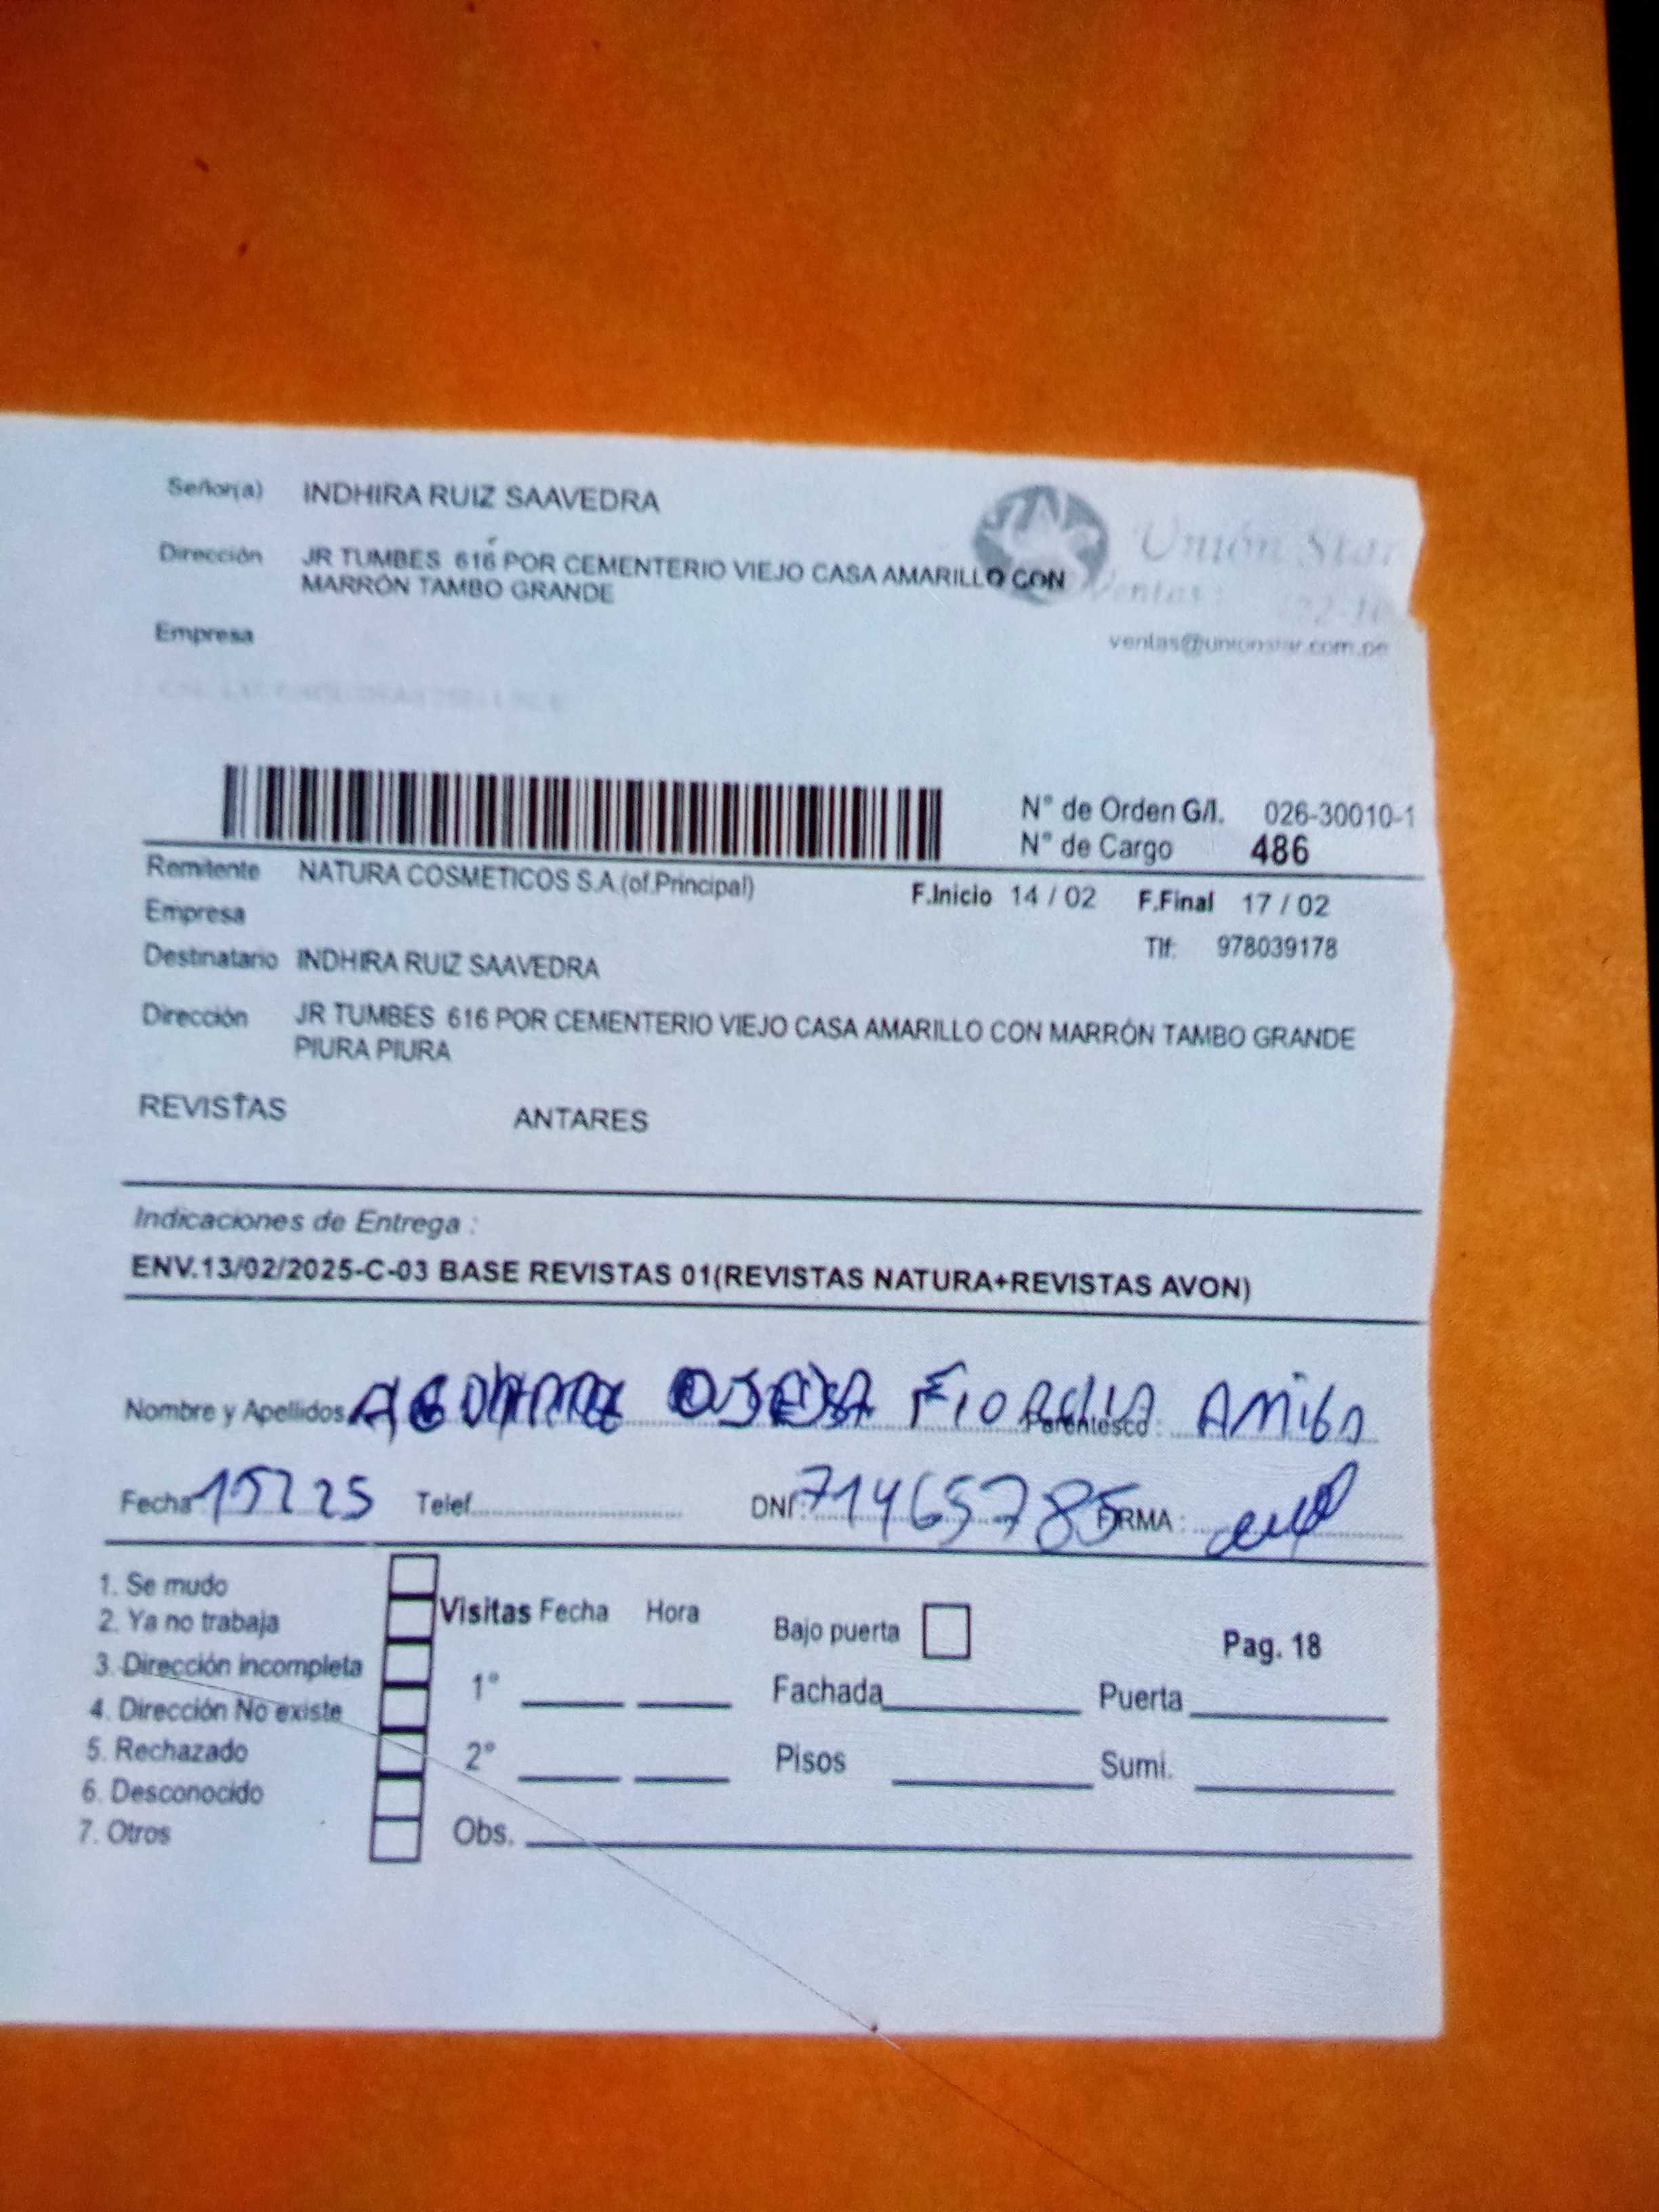 Señor(a) INDHIRA RUIZ SAAVEDRA
Dirección JR TUMBES 616 POR CEMENTERIO VIEJO CASA AMARILLO CON
MARRÓN TAMBO GRANDE
Unión Star
Ventas
Empresa
ventas@unionstar.com.pe
N° de Orden G/I. 026-30010-1
N° de Cargo 486
Remitente NATURA COSMETICOS S.A.(of.Principal)
F.Inicio 14 / 02 F.Final 17 / 02
Empresa
Tlf: 978039178
Destinatario INDHIRA RUIZ SAAVEDRA
Dirección JR TUMBES 616 POR CEMENTERIO VIEJO CASA AMARILLO CON MARRÓN TAMBO GRANDE
PIURA PIURA
REVISTAS ANTARES
Indicaciones de Entrega :
ENV.13/02/2025-C-03 BASE REVISTAS 01(REVISTAS NATURA+REVISTAS AVON)
Nombre y Apellidos Parentesco : AMiGA
Fecha 15225 Telef. DNI: 71465785 FIRMA :
1. Se mudo
2. Ya no trabaja
3. Dirección incompleta
4. Dirección No existe
5. Rechazado
6. Desconocido
7. Otros
Visitas Fecha Hora
1°
2°
Obs.
Bajo puerta
Pag. 18
Fachada Puerta
Pisos Sumi.